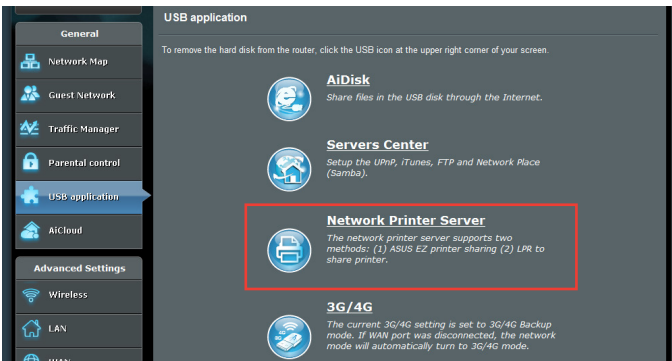 USB application
General
To remove the hard disk from the router, click the USB icon at the upper right corner of your screen.
Network Map
AiDisk
Share files in the USB disk through the Internet.
Guest Network
Traffic Manager
Servers Center
Setup the UPnP, iTunes, FTP and Network Place
(Samba).
Parental control
USB application
Network Printer Server
The network printer server supports two
methods: (1) ASUS EZ printer sharing (2) LPR to
share printer.
AiCloud
Advanced Settings
Wireless
3G/4G
The current 3G/4G setting is set to 3G/4G Backup
mode. If WAN port was disconnected, the network
mode will automatically turn to 3G/4G mode.
LAN
WAN